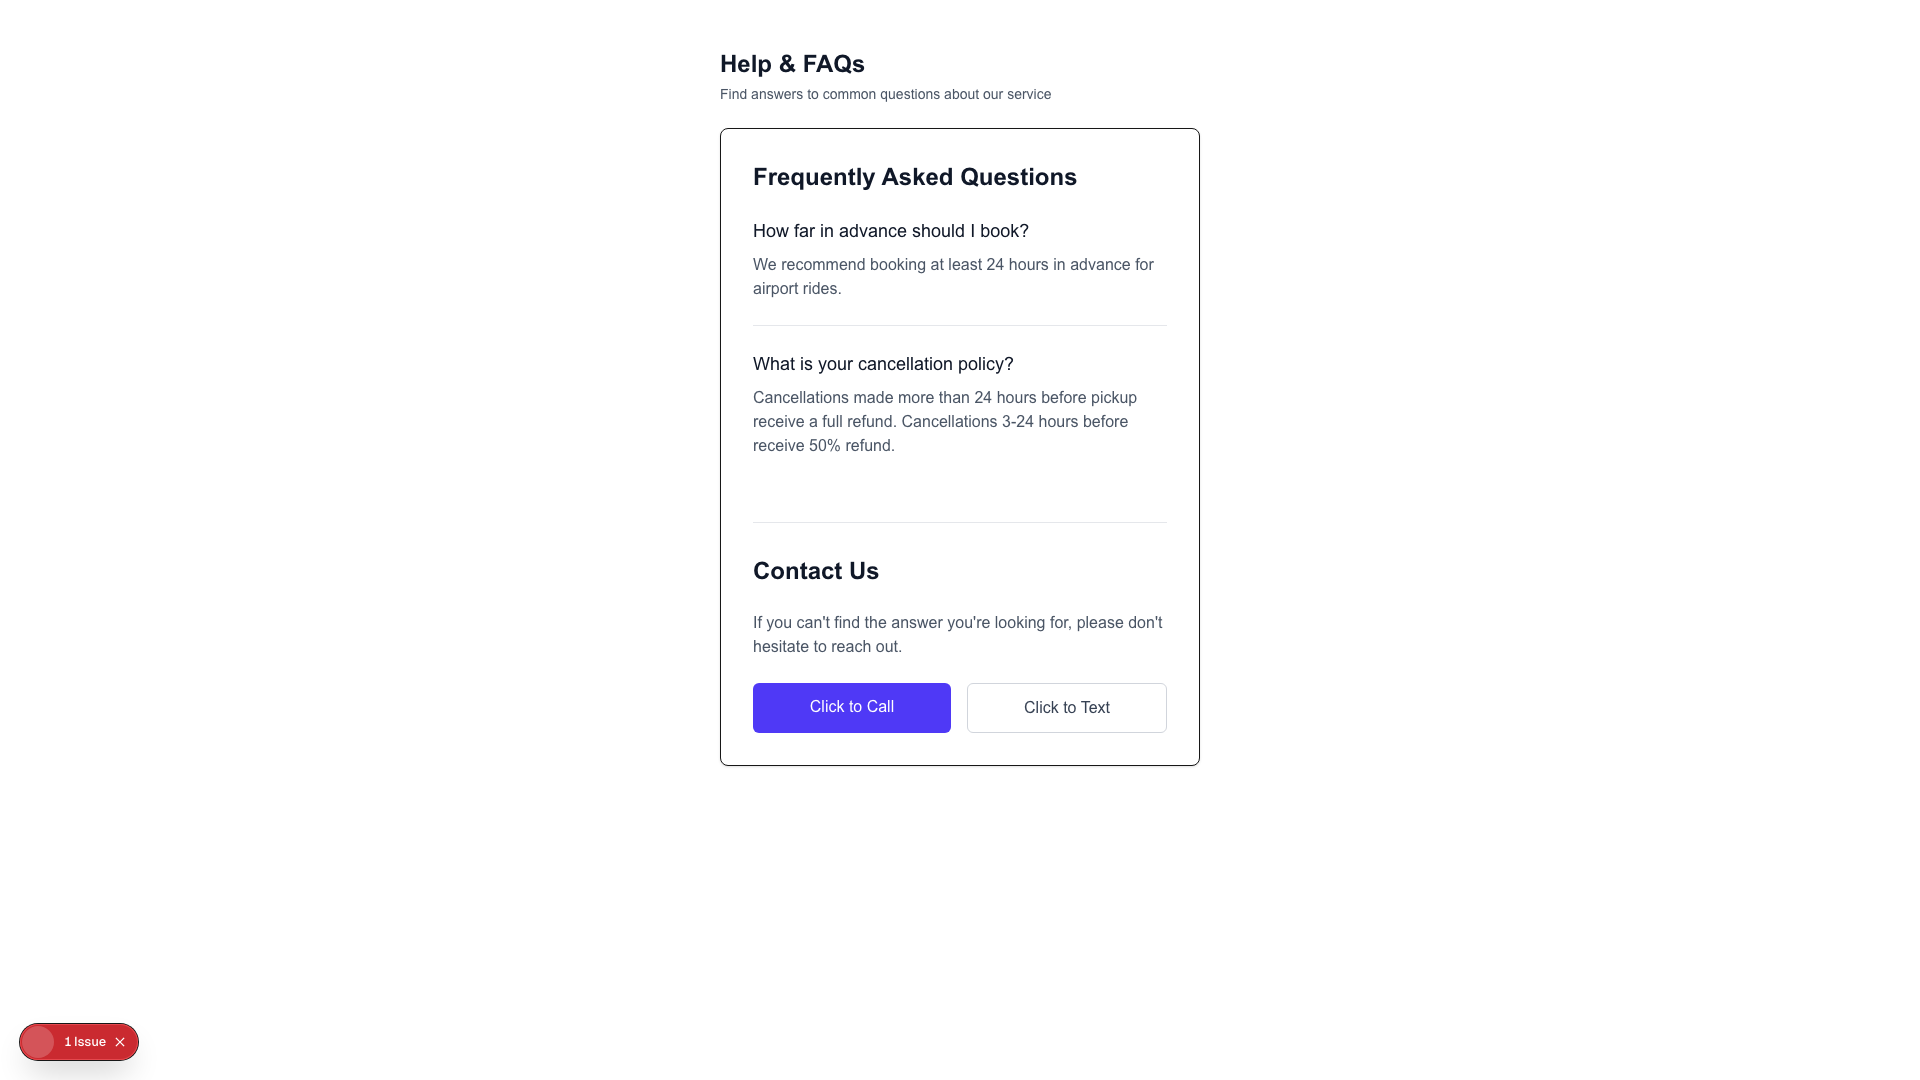 Help & FAQs
Find answers to common questions about our service
Frequently Asked Questions
How far in advance should I book?
We recommend booking at least 24 hours in advance for
airport rides.
What is your cancellation policy?
Cancellations made more than 24 hours before pickup
receive a full refund. Cancellations 3-24 hours before
receive 50% refund.
Contact Us
If you can't find the answer you're looking for, please don't
hesitate to reach out.
Click to Call
Click to Text
1 Issue